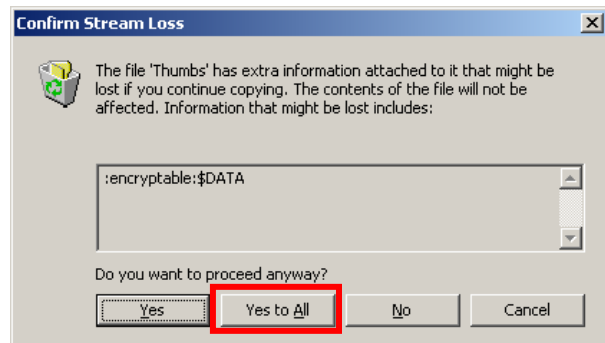 Confirm Stream Loss
The file 'Thumbs' has extra information attached to it that might be
lost if you continue copying. The contents of the file will not be
affected. Information that might be lost includes:
:encryptable:$DATA
Do you want to proceed anyway?
Yes Yes to All No Cancel